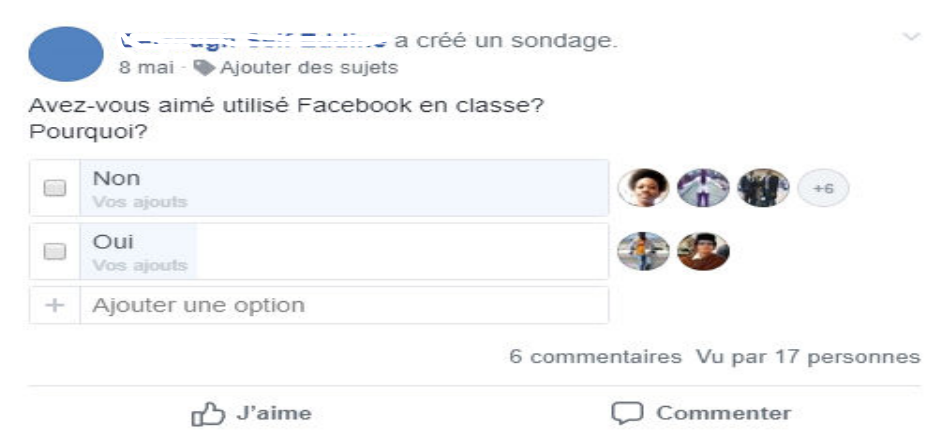 a créé un sondage.
8 mai · Ajouter des sujets
Avez-vous aimé utilisé Facebook en classe?
Pourquoi?
Non
Vos ajouts
+6
Oui
Vos ajouts
+ Ajouter une option
6 commentaires Vu par 17 personnes
J'aime
Commenter